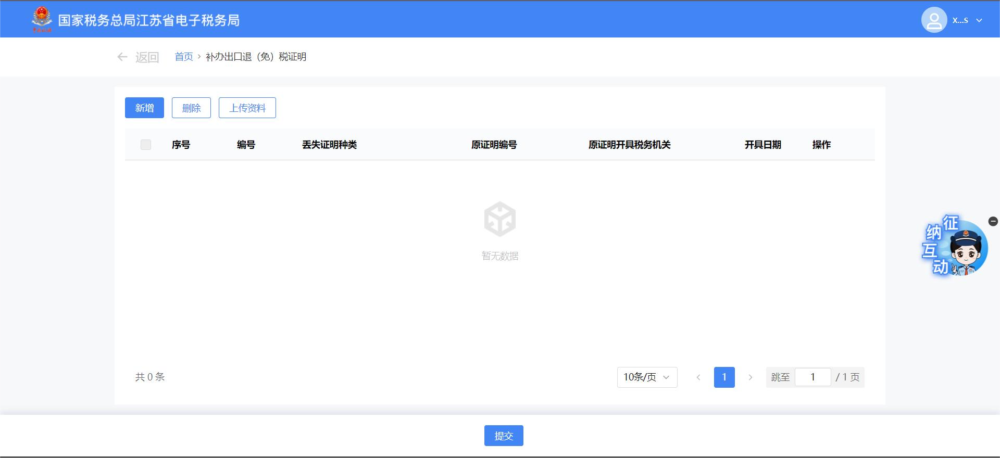 国家税务总局江苏省电子税务局
x...s
返回 首页 > 补办出口退（免）税证明
新增 删除 上传资料
序号 编号 丢失证明种类 原证明编号 原证明开具税务机关 开具日期 操作
暂无数据
征纳互动
共 0 条 10条/页 1 跳至 1 / 1 页
提交